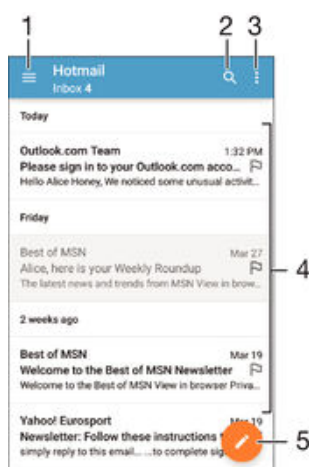 1 2 3
Hotmail
Inbox 4
Today
Outlook.com Team 1:32 PM
Please sign in to your Outlook.com acco...
Hello Alice Honey, We noticed some unusual activit...
Friday
Best of MSN Mar 27
Alice, here is your Weekly Roundup
4
The latest news and trends from MSN View in brow...
2 weeks ago
Best of MSN Mar 19
Welcome to the Best of MSN Newsletter
Welcome to the Best of MSN View in browser Priva...
Yahoo! Eurosport Mar 19
Newsletter: Follow these instructions
5
simply reply to this email... ...to complete